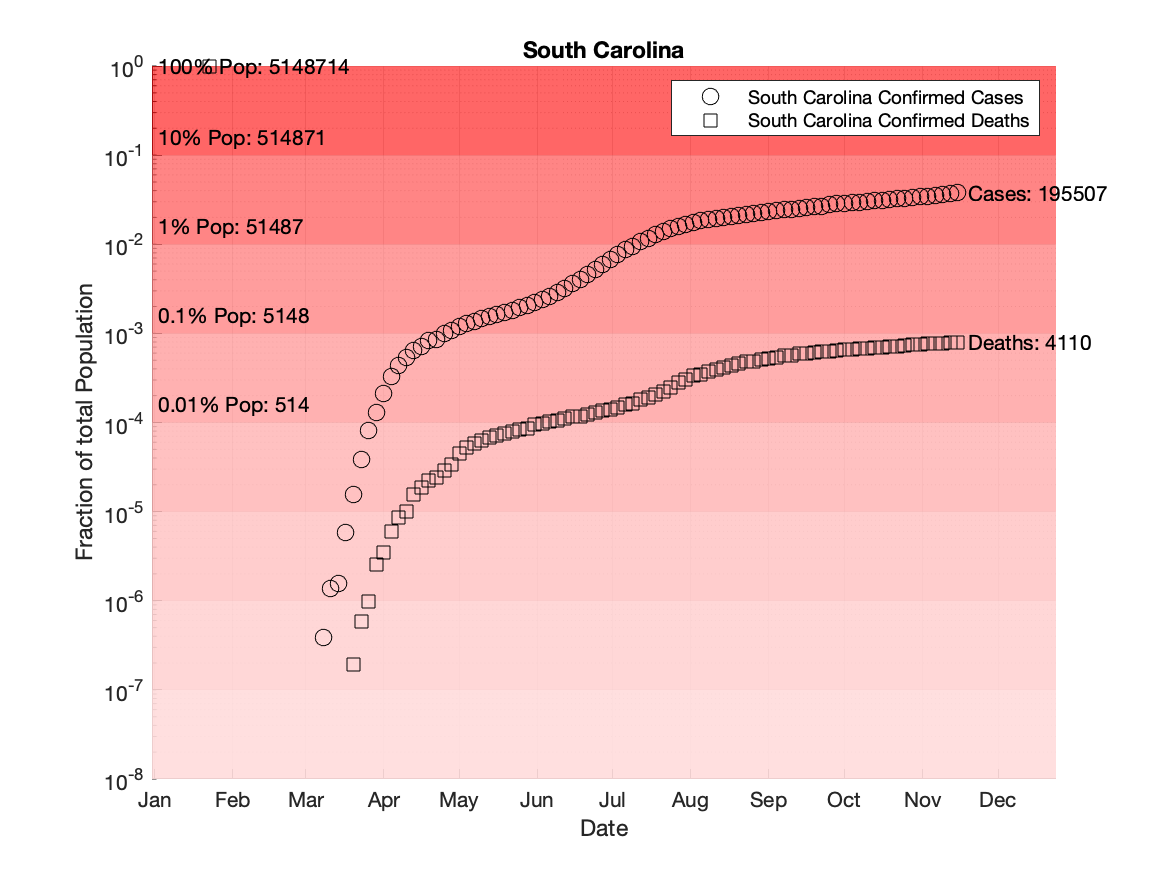 South Carolina
10^0
100% Pop: 5148714
South Carolina Confirmed Cases
South Carolina Confirmed Deaths
10% Pop: 514871
10^-1
Cases: 195507
1% Pop: 51487
10^-2
0.1% Pop: 5148
10^-3
Deaths: 4110
0.01% Pop: 514
10^-4
10^-5
10^-6
10^-7
10^-8
Fraction of total Population
Jan Feb Mar Apr May Jun Jul Aug Sep Oct Nov Dec
Date